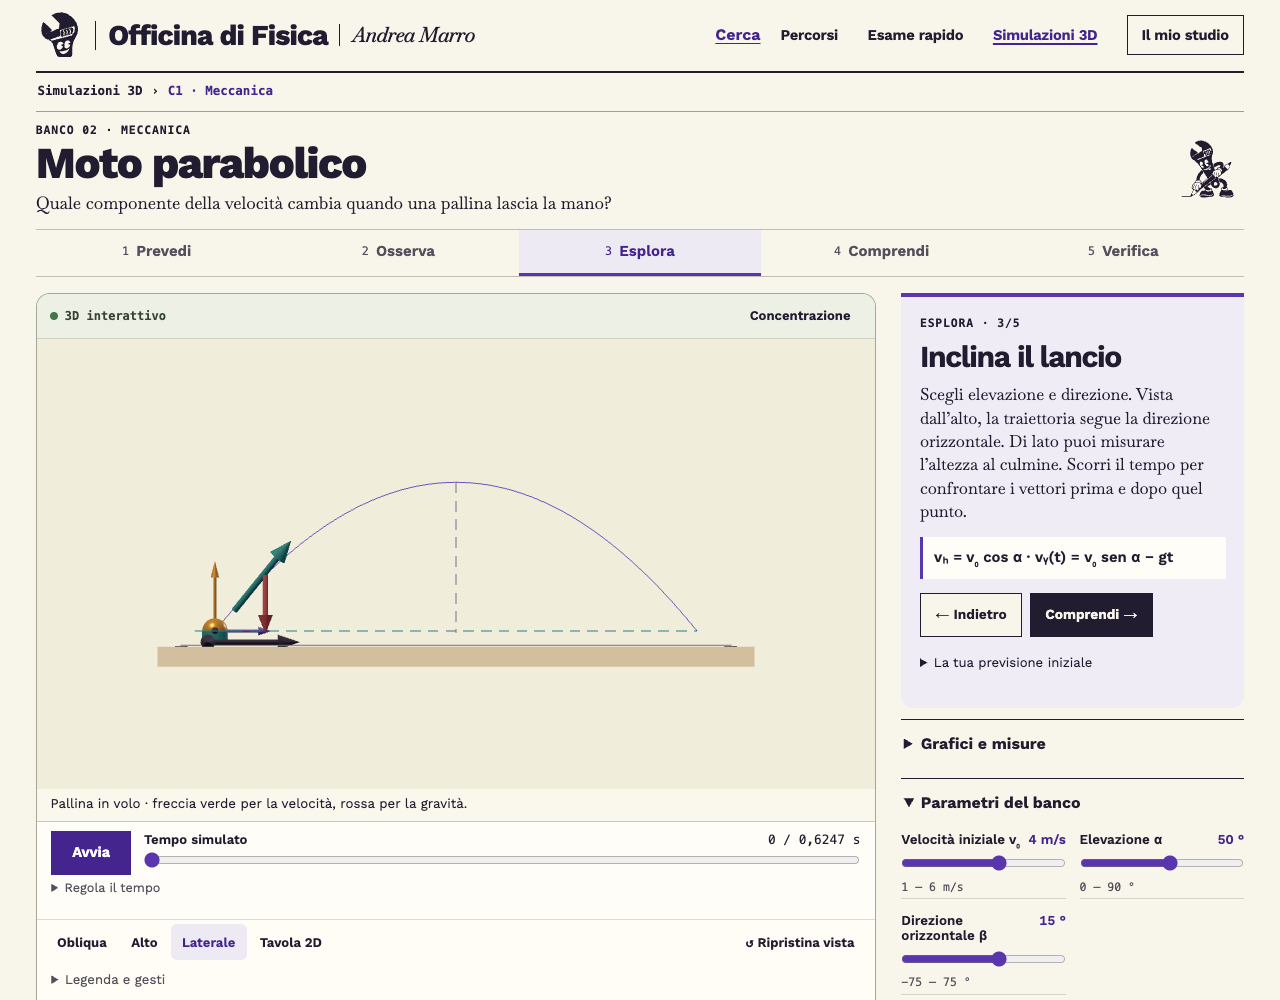 Officina di Fisica
Andrea Marro
Cerca
Percorsi
Esame rapido
Simulazioni 3D
Il mio studio
Simulazioni 3D › C1 · Meccanica
BANCO 02 · MECCANICA
Moto parabolico
Quale componente della velocità cambia quando una pallina lascia la mano?
1 Prevedi
2 Osserva
3 Esplora
4 Comprendi
5 Verifica
3D interattivo
Concentrazione
Pallina in volo · freccia verde per la velocità, rossa per la gravità.
Avvia
Tempo simulato
0 / 0,6247 s
Regola il tempo
Obliqua
Alto
Laterale
Tavola 2D
↺ Ripristina vista
Legenda e gesti
ESPLORA · 3/5
Inclina il lancio
Scegli elevazione e direzione. Vista
dall’alto, la traiettoria segue la direzione
orizzontale. Di lato puoi misurare
l’altezza al culmine. Scorri il tempo per
confrontare i vettori prima e dopo quel
punto.
vₕ = v₀ cos α · vᵧ(t) = v₀ sen α − gt
← Indietro
Comprendi →
La tua previsione iniziale
Grafici e misure
Parametri del banco
Velocità iniziale v₀ 4 m/s
1 — 6 m/s
Elevazione α 50 °
0 — 90 °
Direzione
orizzontale β
15 °
−75 — 75 °